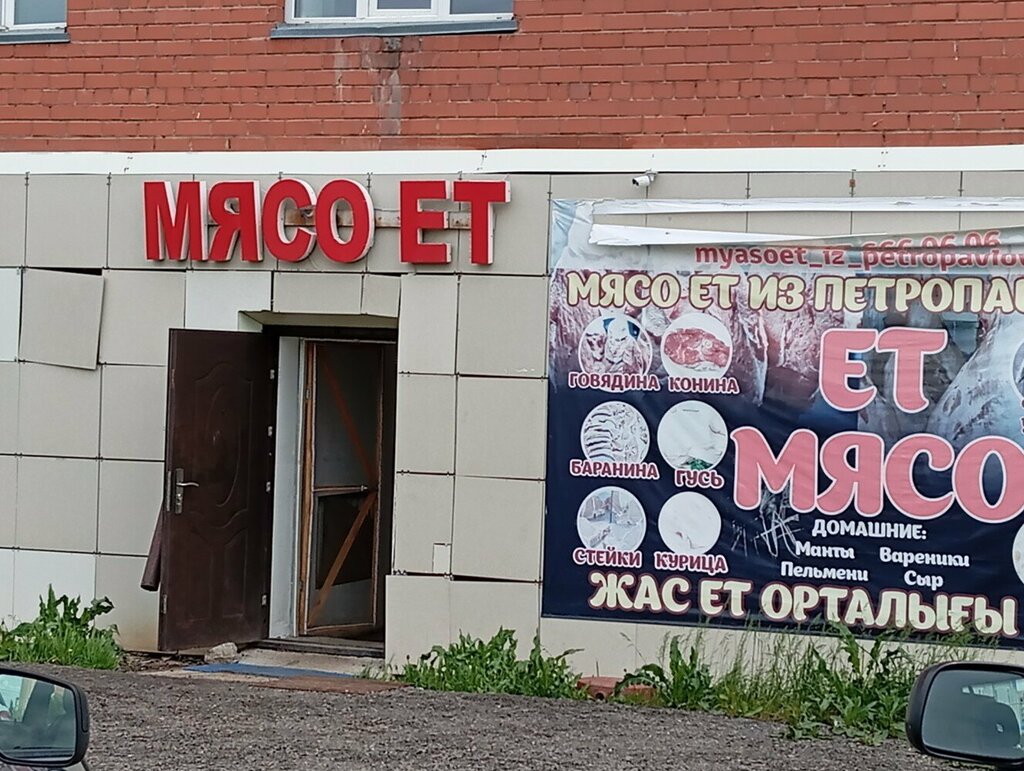 МЯСО ЕТ
МЯСО ЕТ ИЗ
ЕТ
МЯСО
ГОВЯДИНА КОНИНА
БАРАНИНА ГУСЬ
СТЕЙКИ КУРИЦА
ДОМАШНИЕ:
Манты Вареники
Пельмени Сыр
ЖАС ЕТ ОРТАЛЫҒЫ